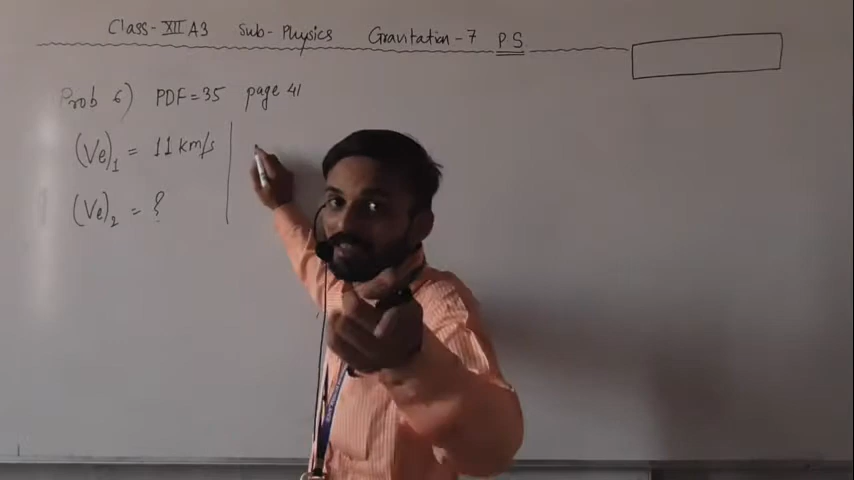 Class-XII A3 Sub-Physics Gravitation-7 PS
Prob 6) PDF=35 page 41
(Ve)₁ = 11 km/s
(Ve)₂ = ?